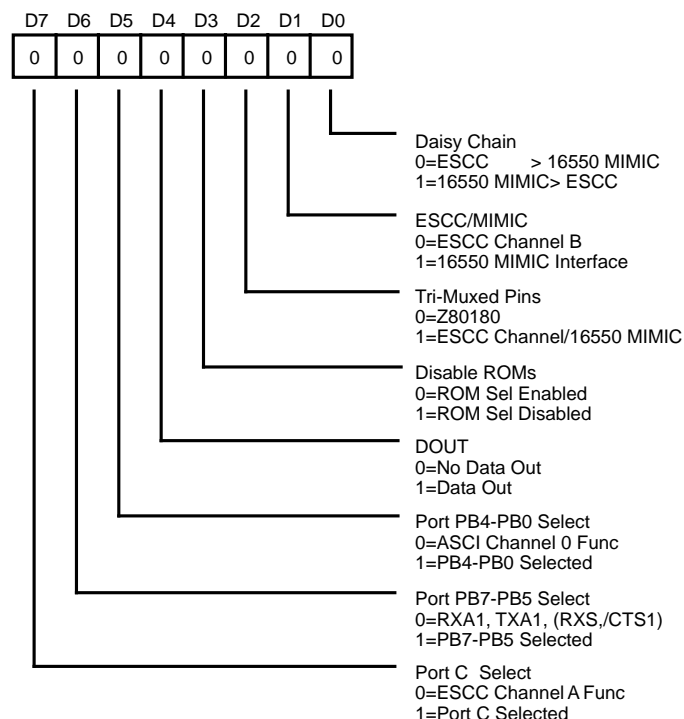 D7 D6 D5 D4 D3 D2 D1 D0
0 0 0 0 0 0 0 0
Daisy Chain
0=ESCC > 16550 MIMIC
1=16550 MIMIC> ESCC
ESCC/MIMIC
0=ESCC Channel B
1=16550 MIMIC Interface
Tri-Muxed Pins
0=Z80180
1=ESCC Channel/16550 MIMIC
Disable ROMs
0=ROM Sel Enabled
1=ROM Sel Disabled
DOUT
0=No Data Out
1=Data Out
Port PB4-PB0 Select
0=ASCI Channel 0 Func
1=PB4-PB0 Selected
Port PB7-PB5 Select
0=RXA1, TXA1, (RXS,/CTS1)
1=PB7-PB5 Selected
Port C Select
0=ESCC Channel A Func
1=Port C Selected